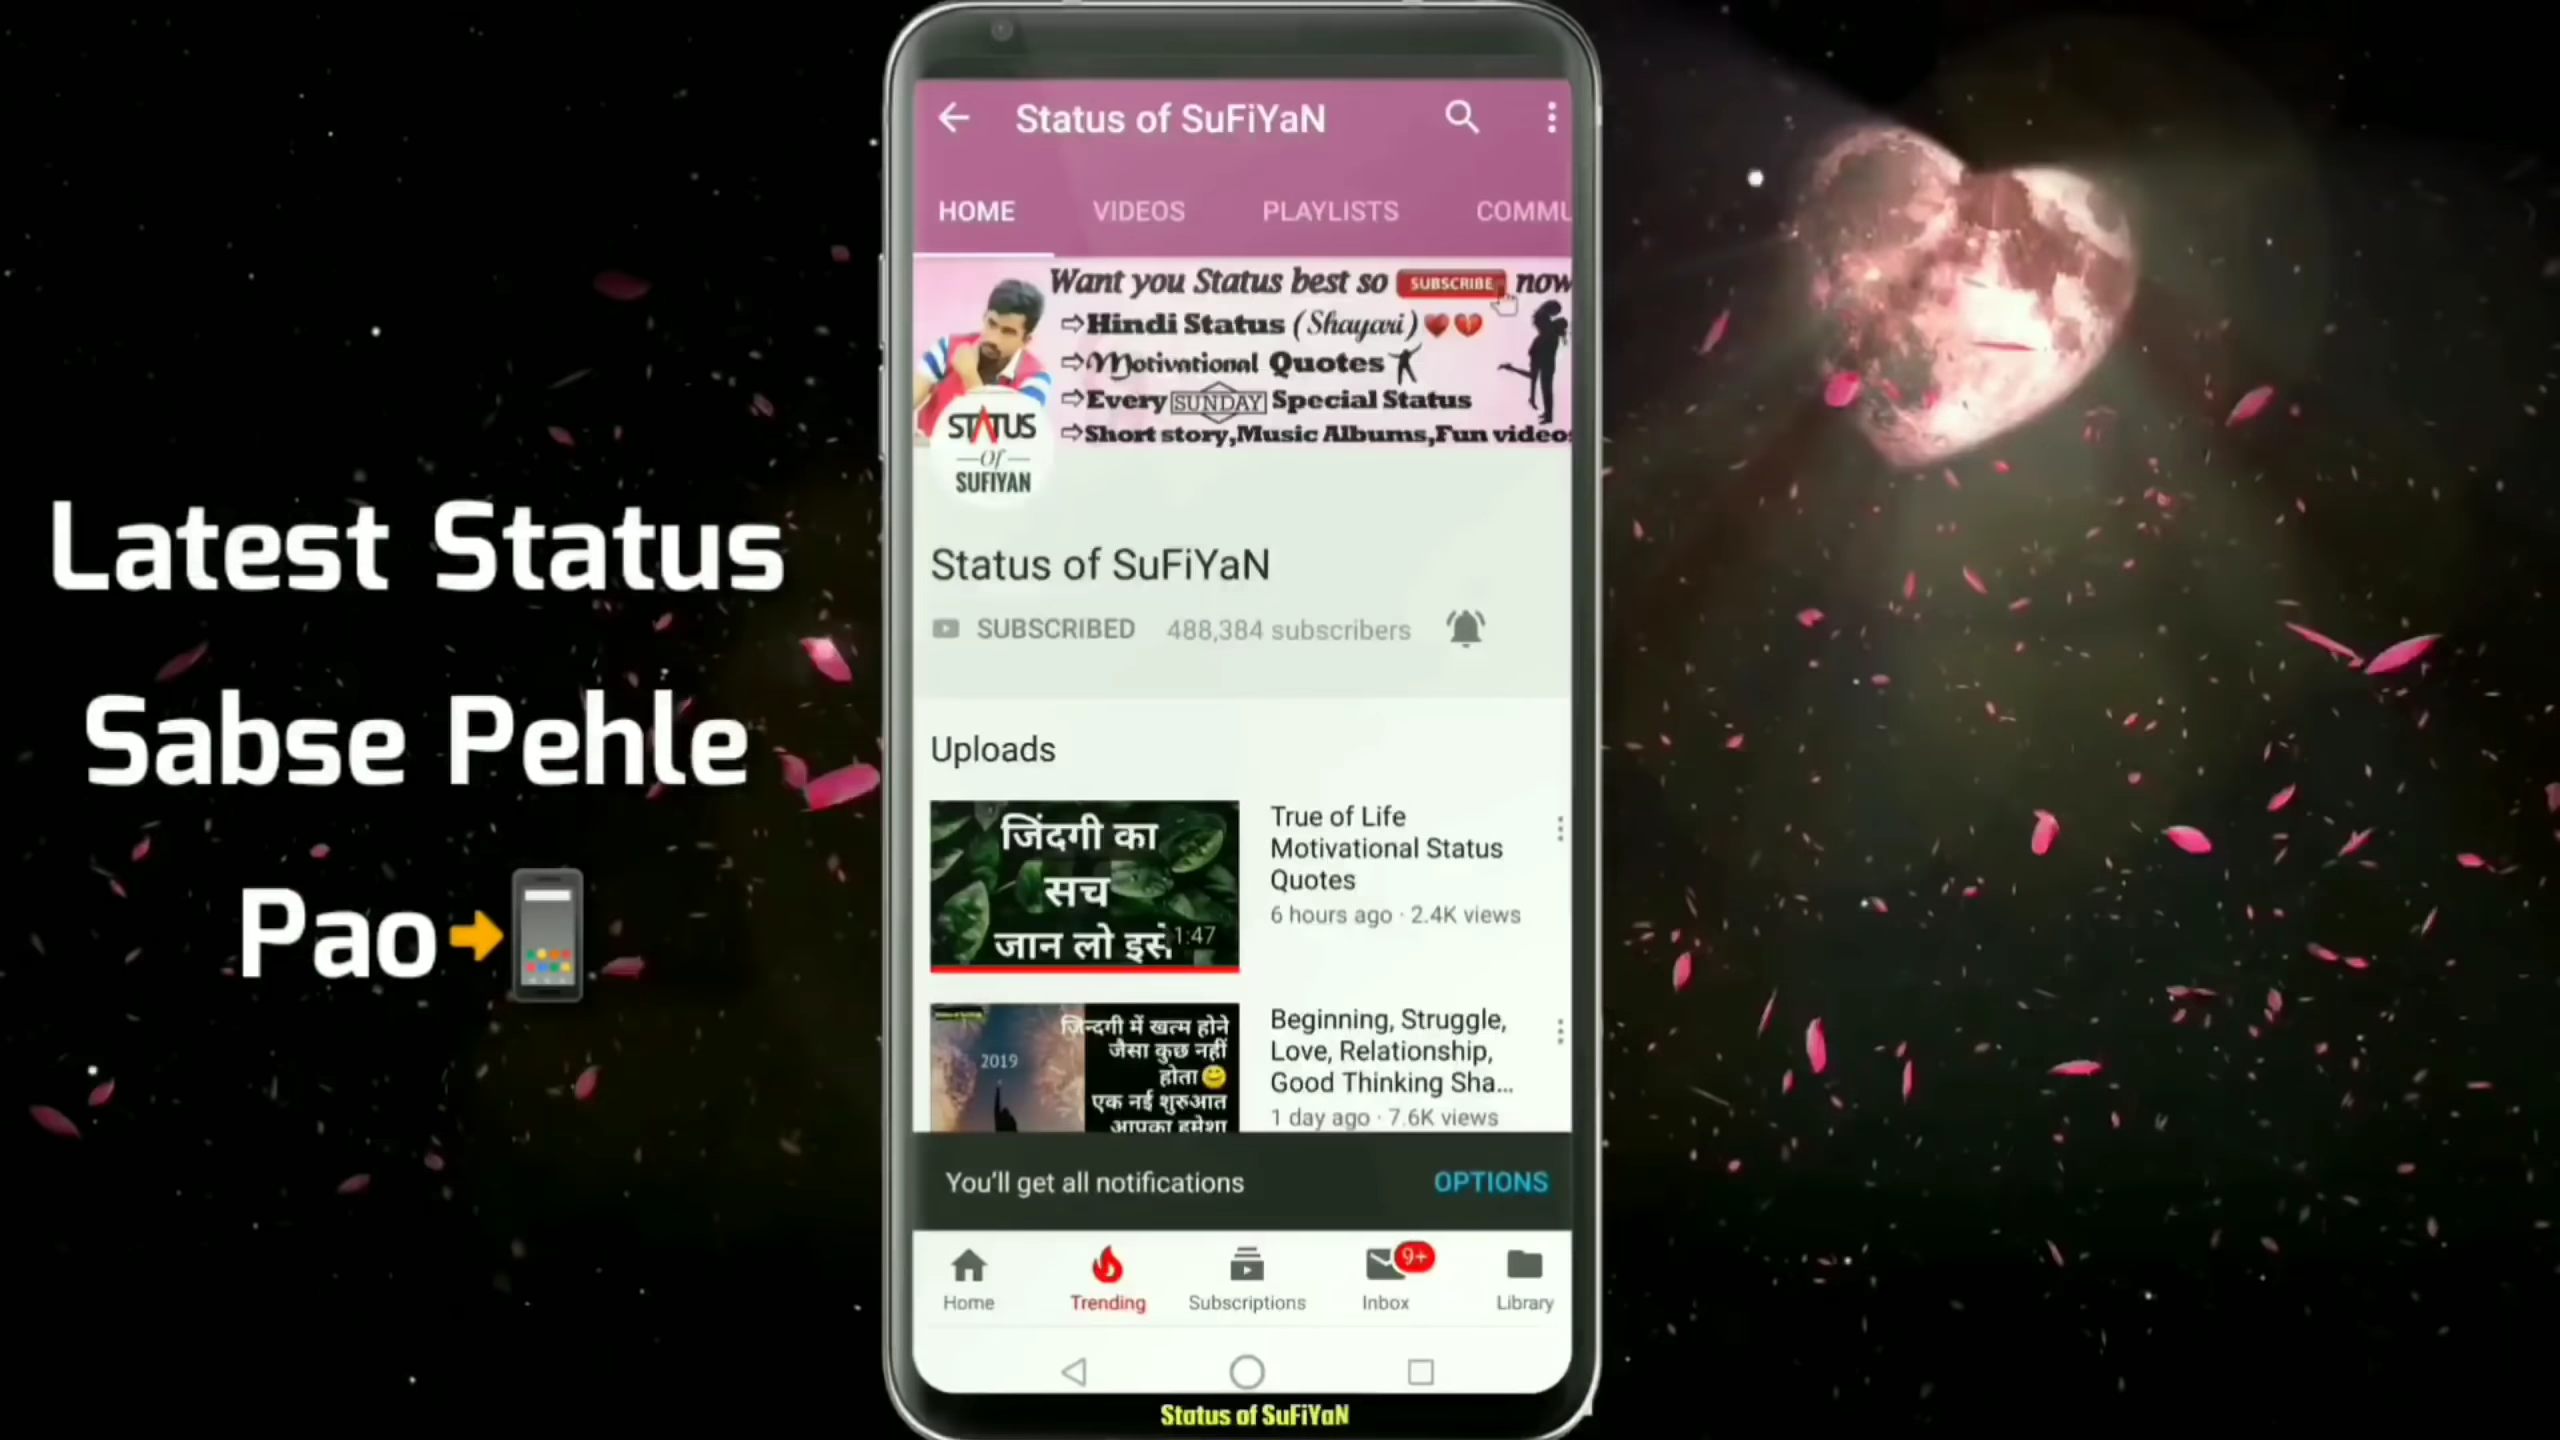 Latest Status
Sabse Pehle
Pao
Status of SuFiYaN
HOME VIDEOS PLAYLISTS COMMU
Want you Status best so SUBSCRIBE now
Hindi Status (Shayari)
Motivational Quotes
Every SUNDAY Special Status
Short story,Music Albums,Fun video
STATUS
Of
SUFIYAN
Status of SuFiYaN
SUBSCRIBED 488,384 subscribers
Uploads
जिंदगी का
सच
जान लो इसे
1:47
True of Life
Motivational Status
Quotes
6 hours ago · 2.4K views
2019
ज़िन्दगी में खत्म होने
जैसा कुछ नहीं
होता
एक नई शुरुआत
आपका हमेशा
Beginning, Struggle,
Love, Relationship,
Good Thinking Sha...
1 day ago · 7.6K views
You'll get all notifications OPTIONS
9+
Home Trending Subscriptions Inbox Library
Status of SuFiYaN